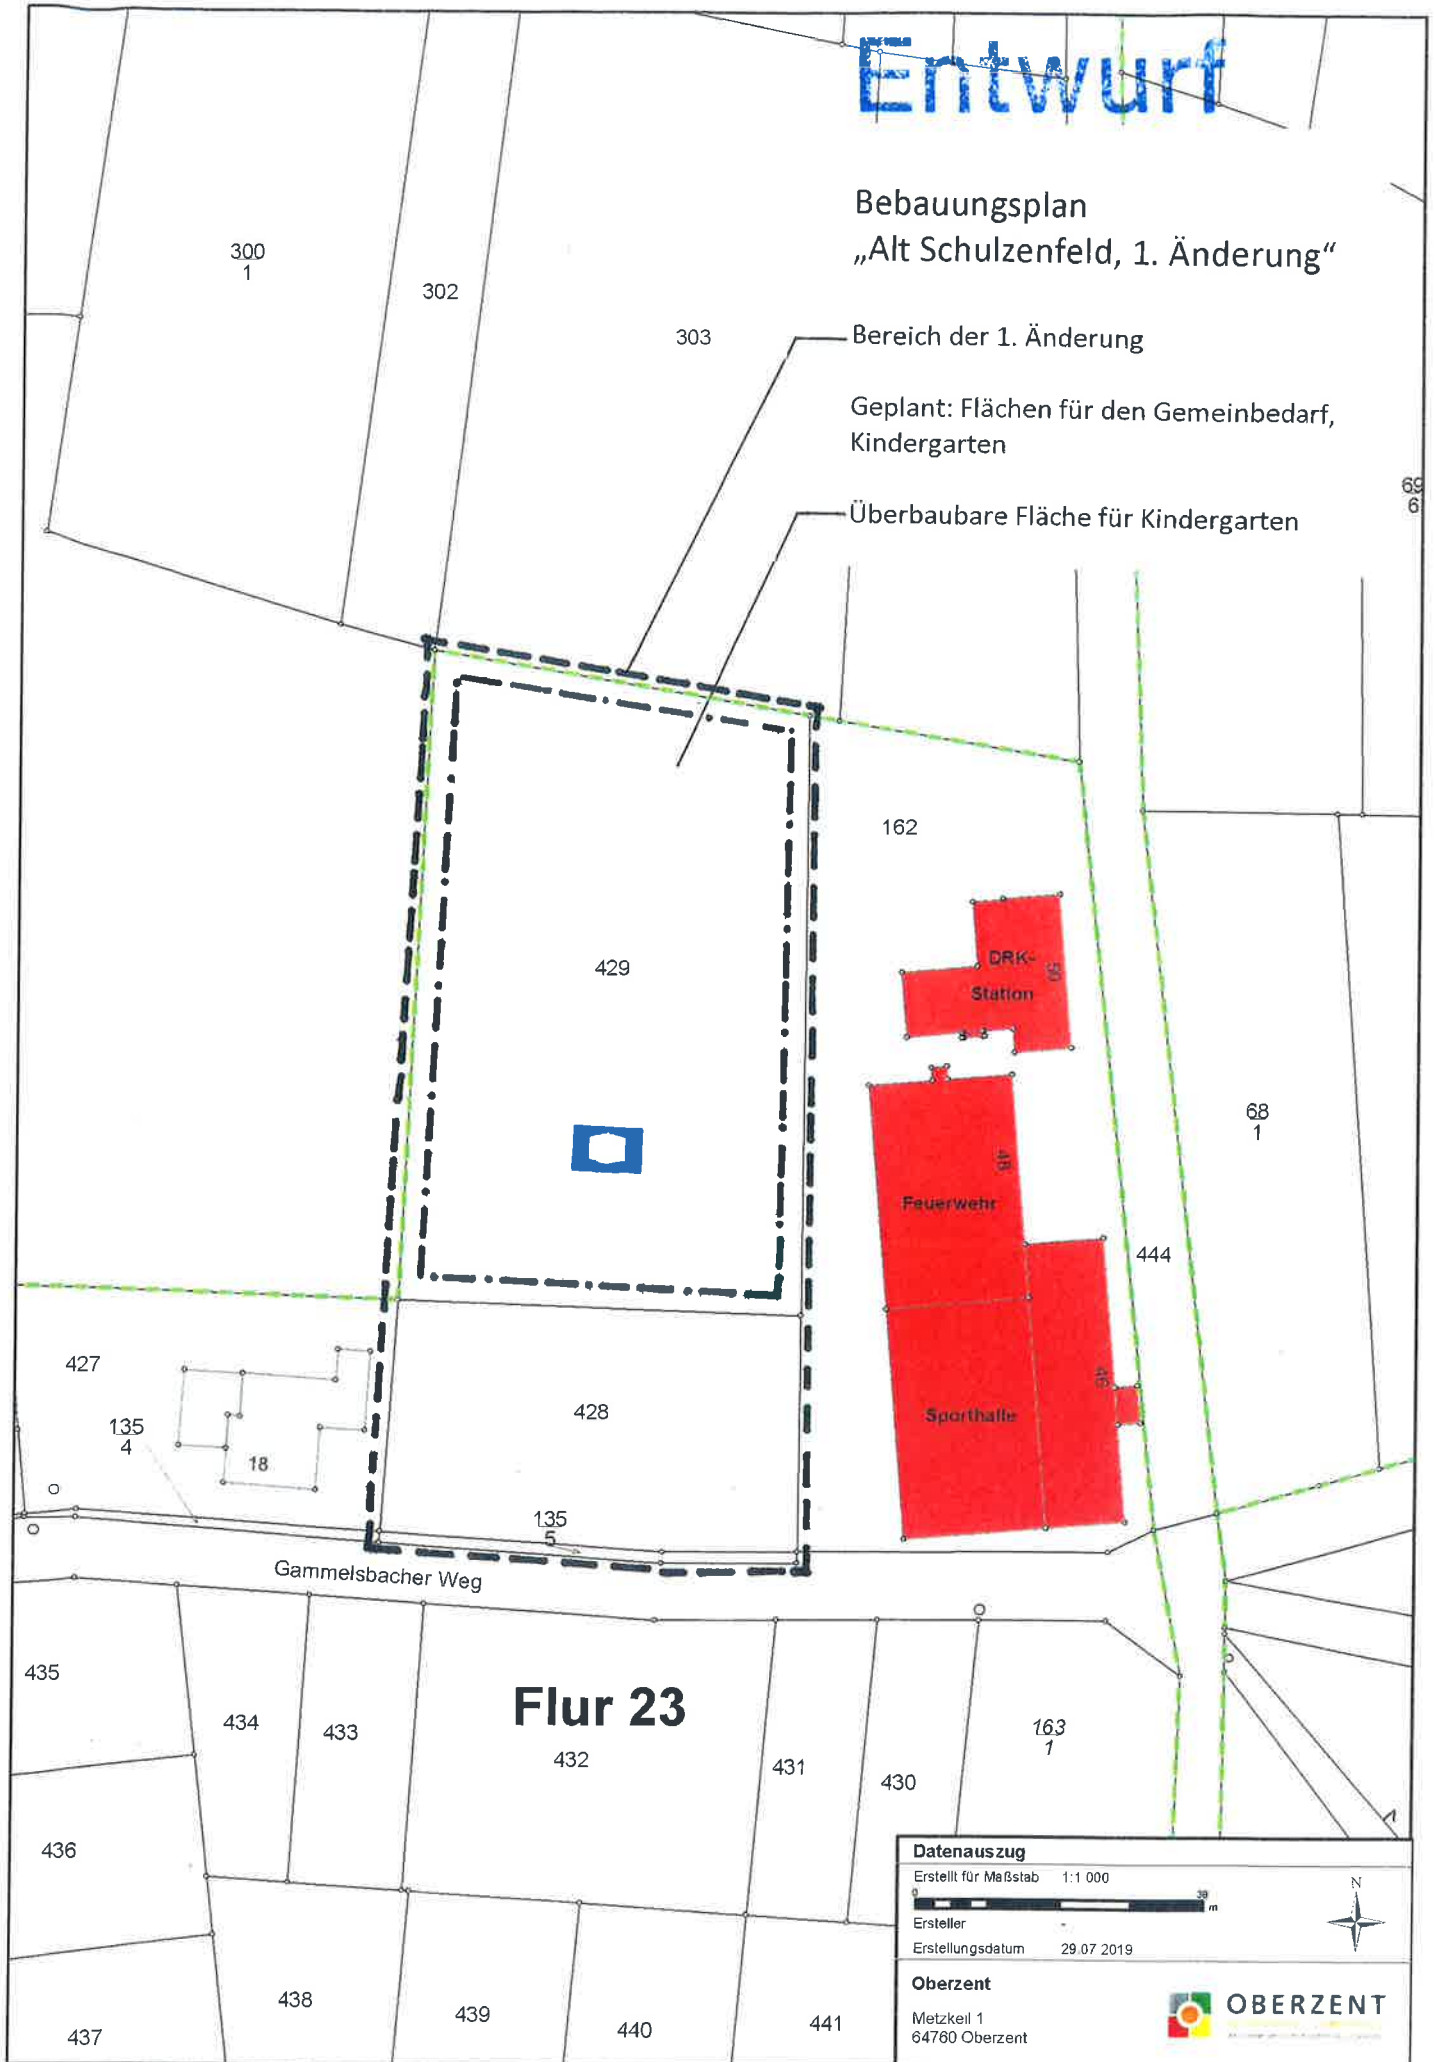 Entwurf
Bebauungsplan
„Alt Schulzenfeld, 1. Änderung“
300
1
302
303
Bereich der 1. Änderung
Geplant: Flächen für den Gemeinbedarf,
Kindergarten
Überbaubare Fläche für Kindergarten
69
6
162
429
DRK-
Station
50
68
1
48
Feuerwehr
444
427
428
46
Sporthalle
135
4
18
135
5
Gammelsbacher Weg
435
434
433
Flur 23
432
431
430
163
1
436
437
438
439
440
441
Datenauszug
Erstellt für Maßstab 1:1 000
0
m
Ersteller -
Erstellungsdatum 29.07 2019
N
Oberzent
Metzkeil 1
64760 Oberzent
OBERZENT